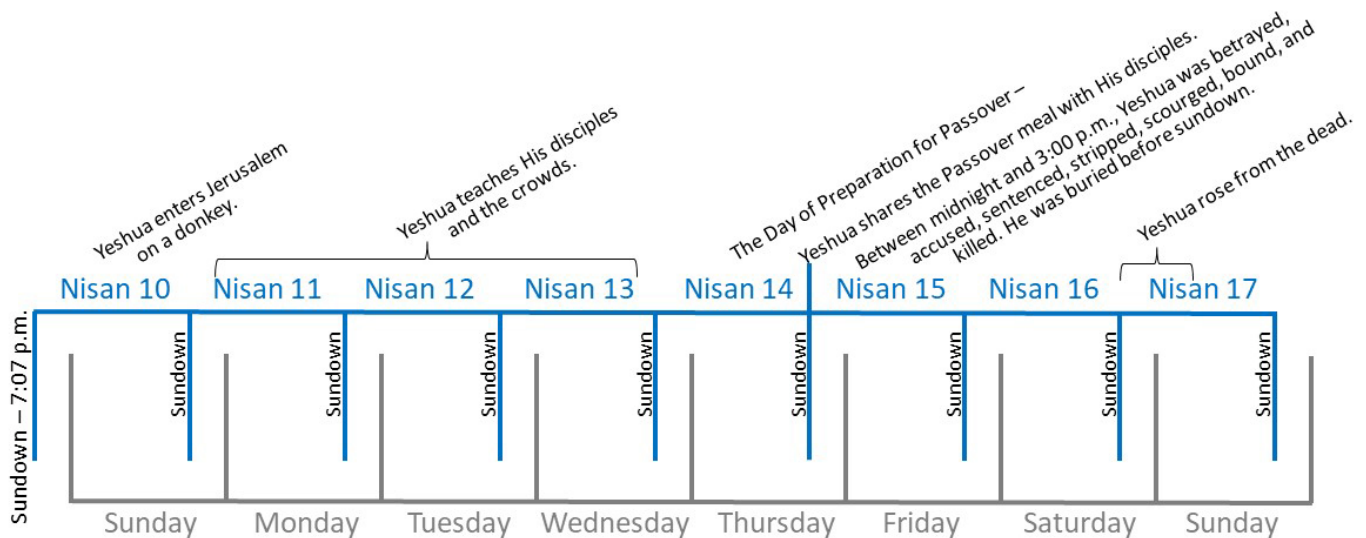 Yeshua enters Jerusalem
on a donkey.
Yeshua teaches His disciples
and the crowds.
The Day of Preparation for Passover –
Yeshua shares the Passover meal with His disciples.
Between midnight and 3:00 p.m., Yeshua was betrayed,
accused, sentenced, stripped, scourged, bound, and
killed. He was buried before sundown.
Yeshua rose from the dead.
Nisan 10
Nisan 11
Nisan 12
Nisan 13
Nisan 14
Nisan 15
Nisan 16
Nisan 17
Sundown – 7:07 p.m.
Sundown
Sundown
Sundown
Sundown
Sundown
Sundown
Sundown
Sundown
Sunday
Monday
Tuesday
Wednesday
Thursday
Friday
Saturday
Sunday